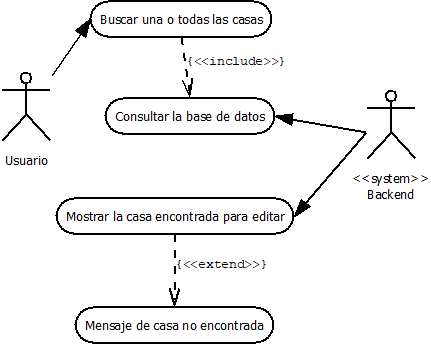 Buscar una o todas las casas
{<<include>>}
Consultar la base de datos
Usuario
<<system>>
Backend
Mostrar la casa encontrada para editar
{<<extend>>}
Mensaje de casa no encontrada